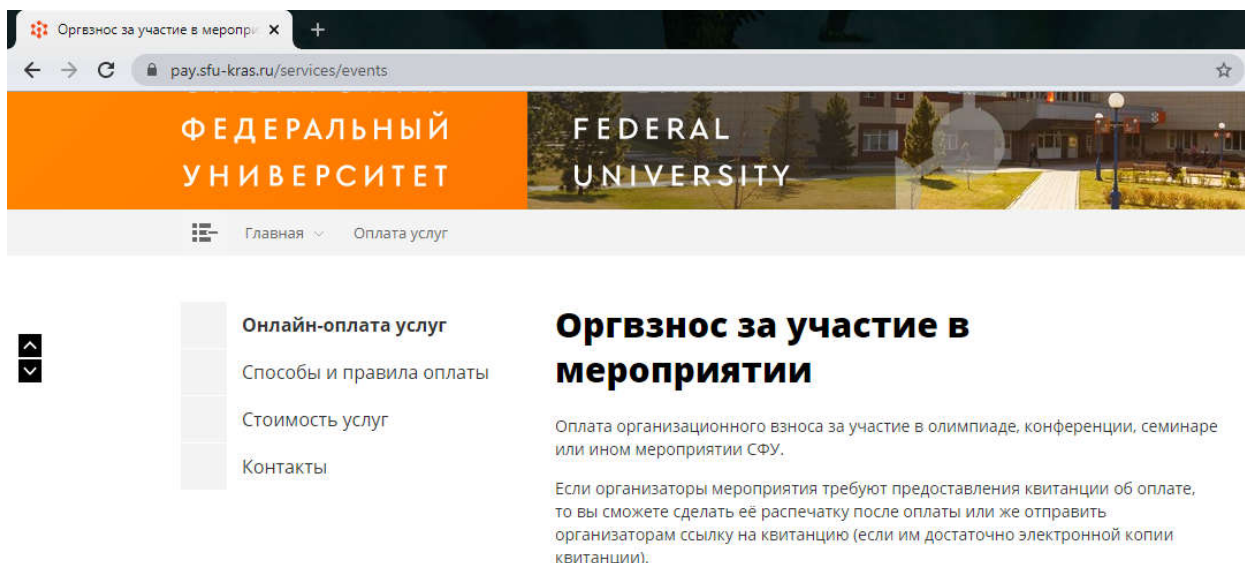 Оргвзнос за участие в меропри
pay.sfu-kras.ru/services/events
ФЕДЕРАЛЬНЫЙ
УНИВЕРСИТЕТ
FEDERAL
UNIVERSITY
Главная Оплата услуг
Онлайн-оплата услуг
Способы и правила оплаты
Стоимость услуг
Контакты
Оргвзнос за участие в
мероприятии
Оплата организационного взноса за участие в олимпиаде, конференции, семинаре
или ином мероприятии СФУ.
Если организаторы мероприятия требуют предоставления квитанции об оплате,
то вы сможете сделать её распечатку после оплаты или же отправить
организаторам ссылку на квитанцию (если им достаточно электронной копии
квитанции).